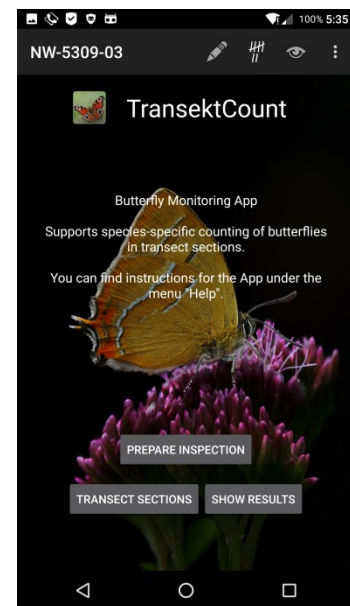 100% 5:35
NW-5309-03
TransektCount
Butterfly Monitoring App
Supports species-specific counting of butterflies
in transect sections.
You can find instructions for the App under the
menu "Help".
PREPARE INSPECTION
TRANSECT SECTIONS SHOW RESULTS